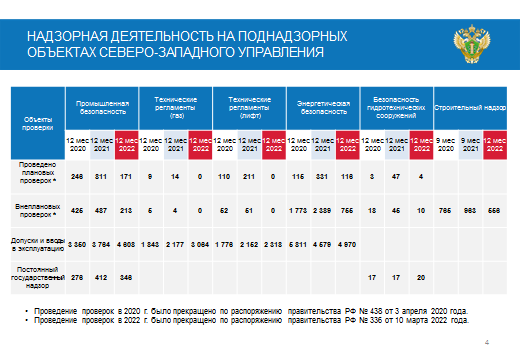 НАДЗОРНАЯ ДЕЯТЕЛЬНОСТЬ НА ПОДНАДЗОРНЫХ
ОБЪЕКТАХ СЕВЕРО-ЗАПАДНОГО УПРАВЛЕНИЯ
Объекты проверки Промышленная безопасность Технические регламенты (газ) Технические регламенты (лифт) Энергетическая безопасность Безопасность гидротехнических сооружений Строительный надзор
12 мес 2020 12 мес 2021 12 мес 2022 12 мес 2020 12 мес 2021 12 мес 2022 12 мес 2020 12 мес 2021 12 мес 2022 12 мес 2020 12 мес 2021 12 мес 2022 12 мес 2020 12 мес 2021 12 мес 2022 9 мес 2020 9 мес 2021 12 мес 2022
Проведено плановых проверок * 246 811 171 9 14 0 110 211 0 115 331 116 3 47 4
Внеплановых проверок * 425 487 213 5 4 0 52 51 0 1 773 2 389 755 18 45 10 765 963 556
Допуски и вводы в эксплуатацию 3 350 3 764 4 603 1 843 2 177 3 064 1 776 2 152 2 318 5 811 4 579 4 970
Постоянный государственный надзор 276 412 346 17 17 20
• Проведение проверок в 2020 г. было прекращено по распоряжению правительства РФ № 438 от 3 апреля 2020 года.
• Проведение проверок в 2022 г. было прекращено по распоряжению правительства РФ № 336 от 10 марта 2022 года.
4